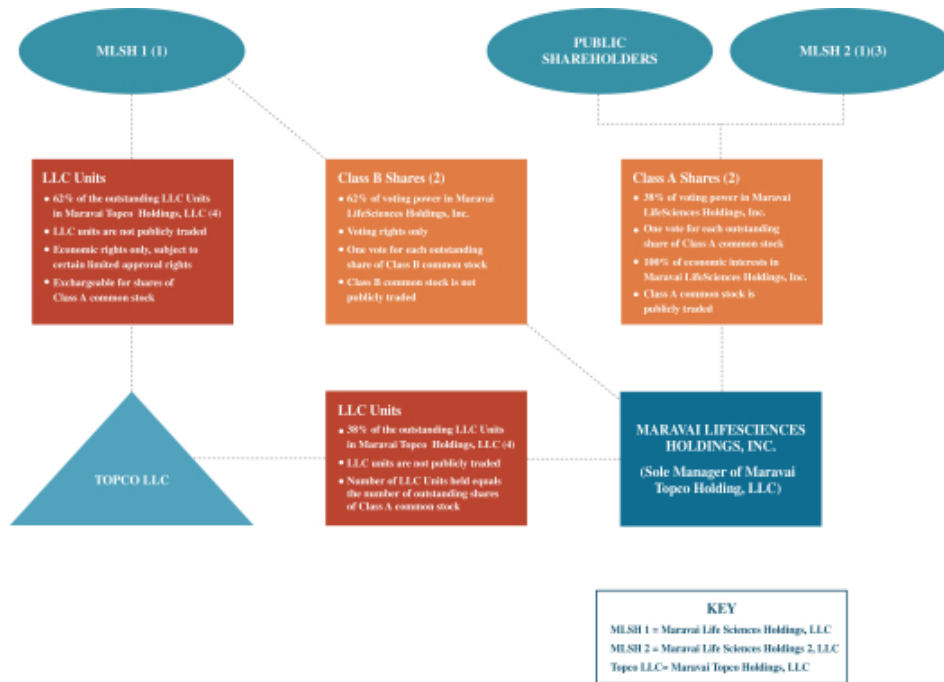 MLSH 1 (1)
PUBLIC
SHAREHOLDERS
MLSH 2 (1)(3)
LLC Units
• 62% of the outstanding LLC Units
in Maravai Topco Holdings, LLC (4)
• LLC units are not publicly traded
• Economic rights only, subject to
certain limited approval rights
• Exchangeable for shares of
Class A common stock
Class B Shares (2)
• 62% of voting power in Maravai
LifeSciences Holdings, Inc.
• Voting rights only
• One vote for each outstanding
share of Class B common stock
• Class B common stock is not
publicly traded
Class A Shares (2)
• 38% of voting power in Maravai
LifeSciences Holdings, Inc.
• One vote for each outstanding
share of Class A common stock
• 100% of economic interests in
Maravai LifeSciences Holdings, Inc.
• Class A common stock is
publicly traded
TOPCO LLC
LLC Units
• 38% of the outstanding LLC Units
in Maravai Topco Holdings, LLC (4)
• LLC units are not publicly traded
• Number of LLC Units held equals
the number of outstanding shares
of Class A common stock
MARAVAI LIFESCIENCES
HOLDINGS, INC.
(Sole Manager of Maravai
Topco Holding, LLC)
KEY
MLSH 1 = Maravai Life Sciences Holdings, LLC
MLSH 2 = Maravai Life Sciences Holdings 2, LLC
Topco LLC= Maravai Topco Holdings, LLC